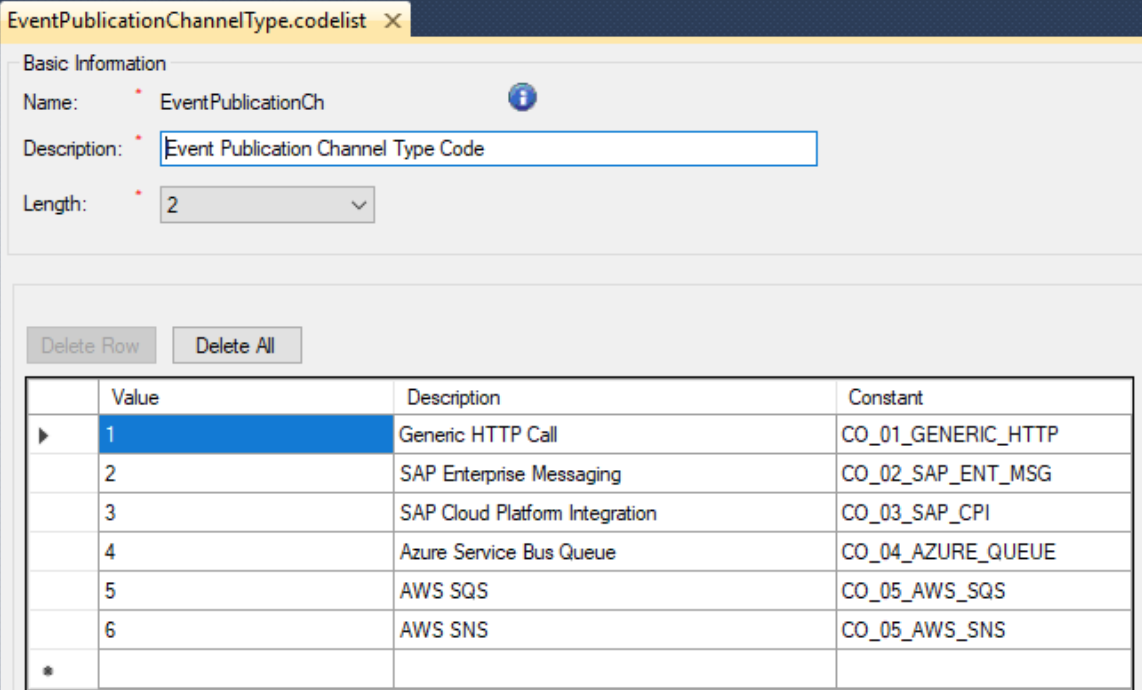 EventPublicationChannelType.codelist
Basic Information
Name: * EventPublicationCh
Description: * Event Publication Channel Type Code
Length: * 2
Delete Row Delete All
Value Description Constant
1 Generic HTTP Call CO_01_GENERIC_HTTP
2 SAP Enterprise Messaging CO_02_SAP_ENT_MSG
3 SAP Cloud Platform Integration CO_03_SAP_CPI
4 Azure Service Bus Queue CO_04_AZURE_QUEUE
5 AWS SQS CO_05_AWS_SQS
6 AWS SNS CO_05_AWS_SNS
*